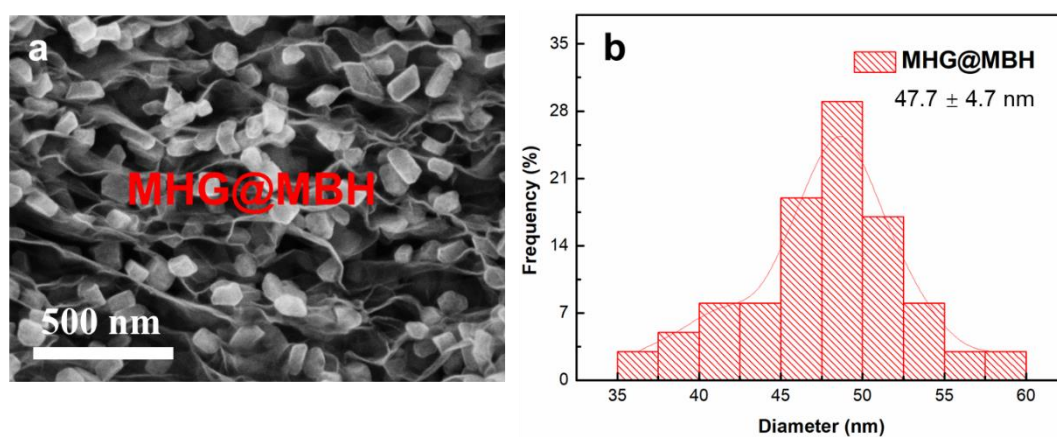 a
MHG@MBH
500 nm
b
MHG@MBH
47.7 ± 4.7 nm
Frequency (%)
35
28
21
14
7
0
35 40 45 50 55 60
Diameter (nm)